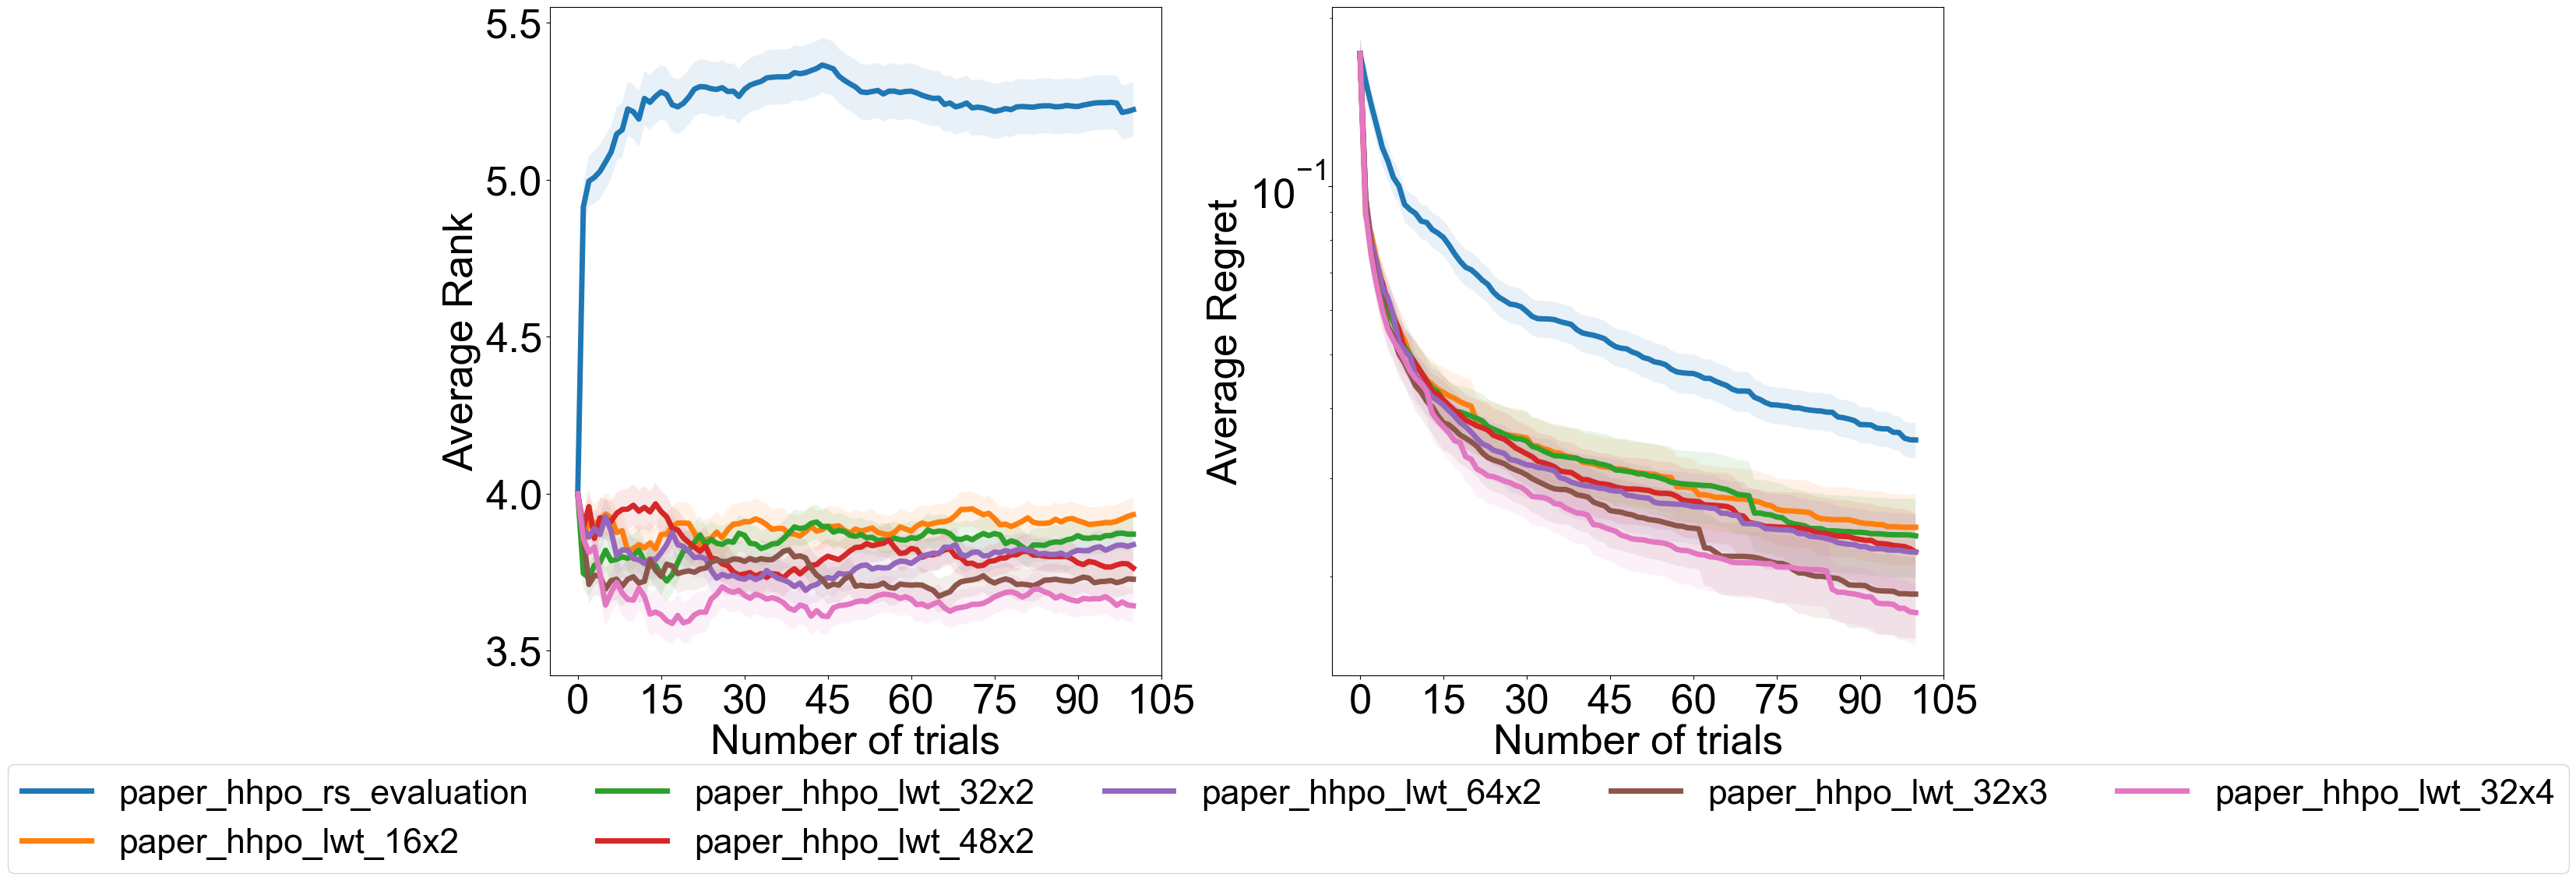 Average Rank
5.5
5.0
4.5
4.0
3.5
0 15 30 45 60 75 90 105
Number of trials
Average Regret
10−1
0 15 30 45 60 75 90 105
Number of trials
paper_hhpo_rs_evaluation
paper_hhpo_lwt_16x2
paper_hhpo_lwt_32x2
paper_hhpo_lwt_48x2
paper_hhpo_lwt_64x2
paper_hhpo_lwt_32x3
paper_hhpo_lwt_32x4